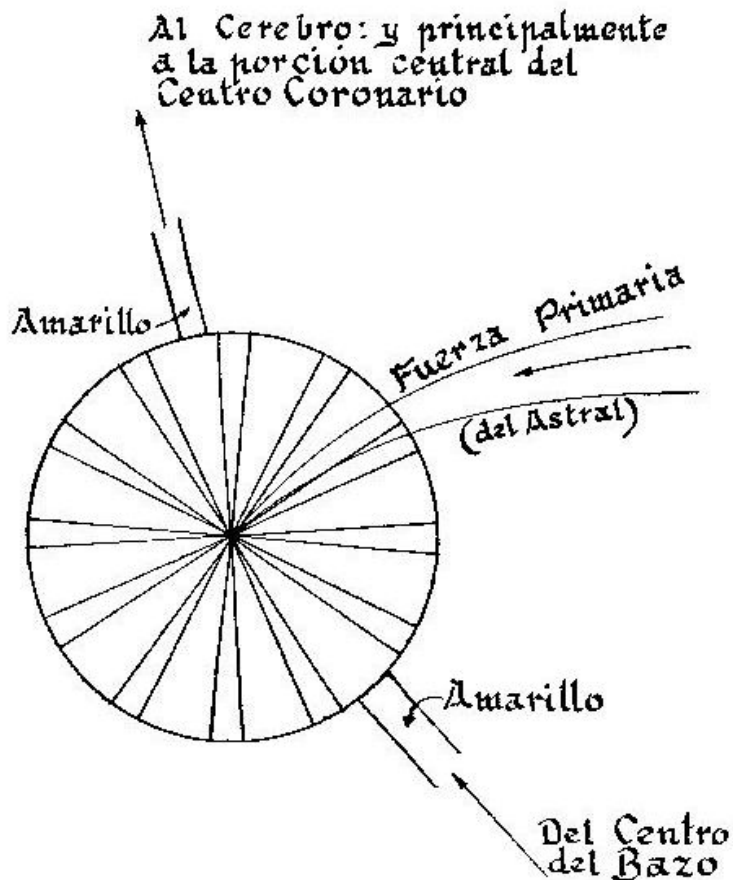 Al Cerebro: y principalmente
a la porción central del
Centro Coronario
Amarillo
Fuerza Primaria
(del Astral)
Amarillo
Del Centro
del Bazo